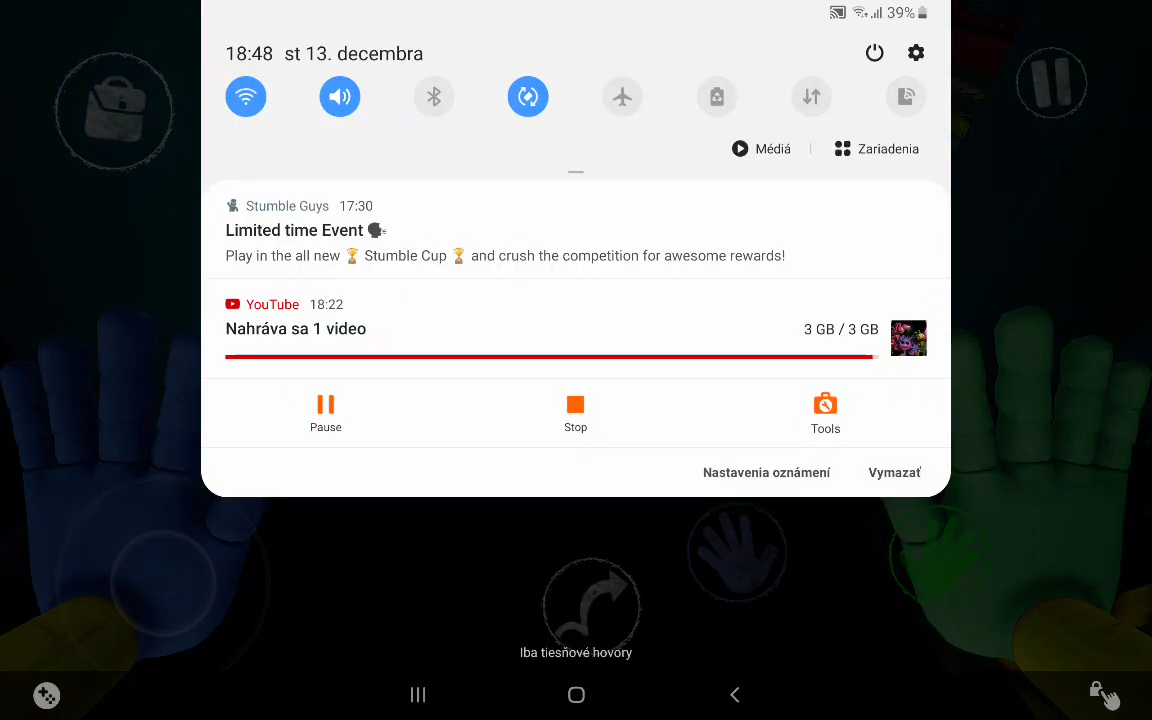 39%
18:48 st 13. decembra
Médiá
Zariadenia
Stumble Guys 17:30
Limited time Event
Play in the all new 🏆 Stumble Cup 🏆 and crush the competition for awesome rewards!
YouTube 18:22
Nahráva sa 1 video
3 GB / 3 GB
Pause
Stop
Tools
Nastavenia oznámení
Vymazať
Iba tiesňové hovory